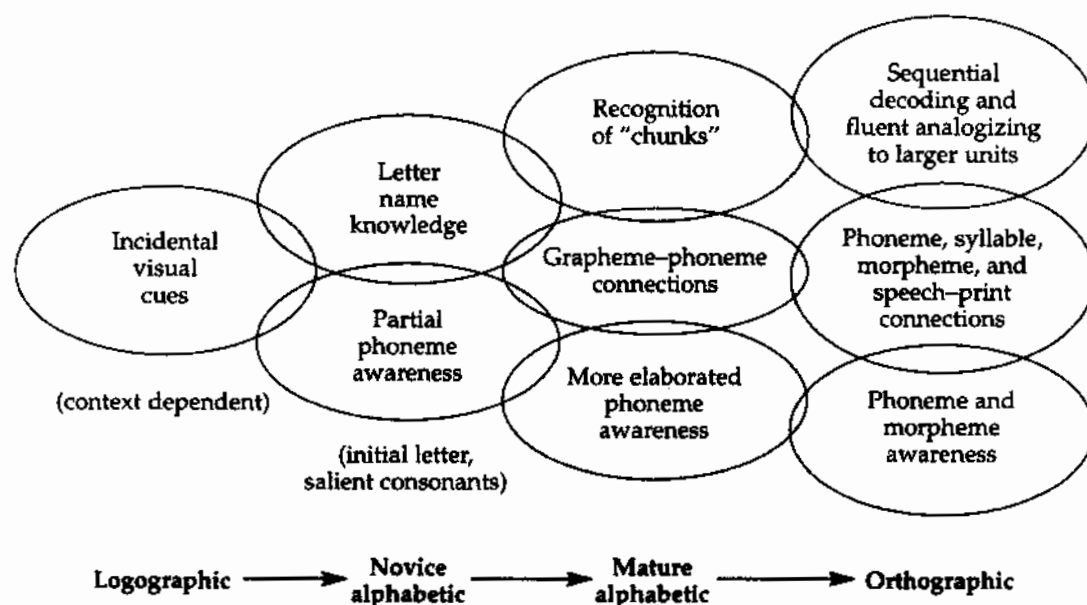 Incidental
visual
cues
(context dependent)
Letter
name
knowledge
Partial
phoneme
awareness
(initial letter,
salient consonants)
Recognition
of “chunks”
Grapheme–phoneme
connections
More elaborated
phoneme
awareness
Sequential
decoding and
fluent analogizing
to larger units
Phoneme, syllable,
morpheme, and
speech–print
connections
Phoneme and
morpheme
awareness
Logographic
Novice
alphabetic
Mature
alphabetic
Orthographic